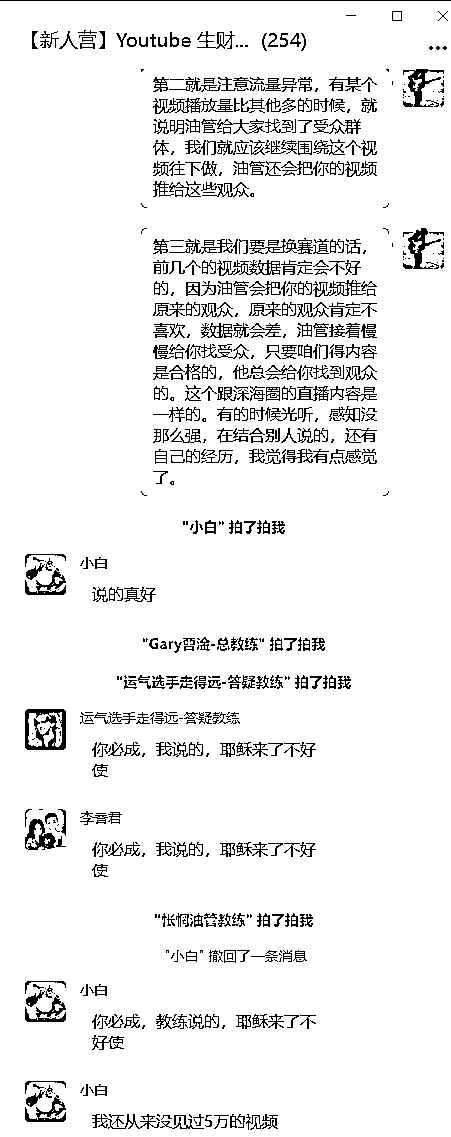 【新人营】Youtube 生财... (254)
第二就是注意流量异常，有某个
视频播放量比其他多的时候，就
说明油管给大家找到了受众群
体，我们就应该继续围绕这个视
频往下做，油管还会把你的视频
推给这些观众。
第三就是我们要是换赛道的话，
前几个的视频数据肯定会不好
的，因为油管会把你的视频推给
原来的观众，原来的观众肯定不
喜欢，数据就会差，油管接着慢
慢给你找受众，只要咱们得内容
是合格的，他总会给你找到观众
的。这个跟深海圈的直播内容是
一样的。有的时候光听，感知没
那么强，在结合别人说的，还有
自己的经历，我觉得我有点感觉
了。
"小白" 拍了拍我
小白
说的真好
"Gary -总教练" 拍了拍我
"运气选手走得远-答疑教练" 拍了拍我
运气选手走得远-答疑教练
你必成，我说的，耶稣来了不好
使
李 君
你必成，我说的，耶稣来了不好
使
"油管教练" 拍了拍我
"小白" 撤回了一条消息
小白
你必成，教练说的，耶稣来了不
好使
小白
我还从来没见过5万的视频